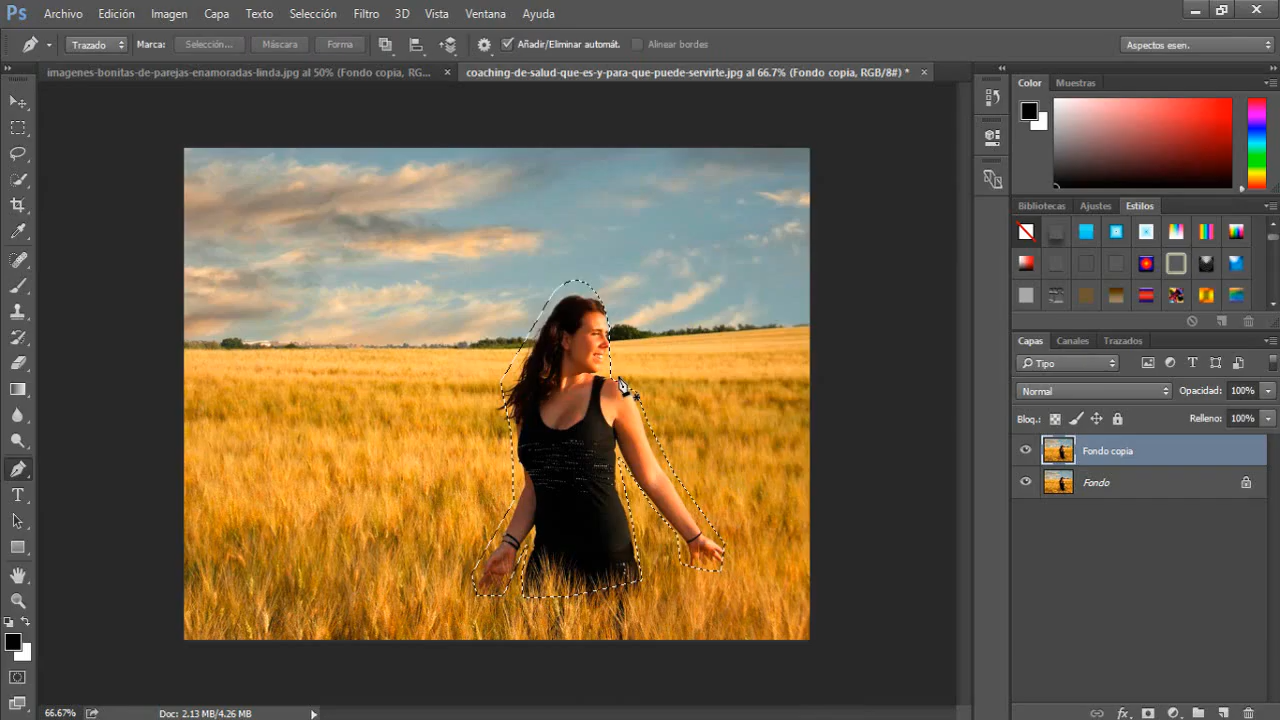 Ps Archivo Edición Imagen Capa Texto Selección Filtro 3D Vista Ventana Ayuda
Trazado Marca: Selección... Máscara Forma Añadir/Eliminar automát. Alinear bordes Aspectos esen.
imagenes-bonitas-de-parejas-enamoradas-linda.jpg al 50% (Fondo copia, RG... × coaching-de-salud-que-es-y-para-que-puede-servirte.jpg al 66.7% (Fondo copia, RGB/8#) * ×
Color Muestras
Bibliotecas Ajustes Estilos
Capas Canales Trazados
Tipo
Normal Opacidad: 100%
Bloq.: Relleno: 100%
Fondo copia
Fondo
66.67% Doc: 2.13 MB/4.26 MB